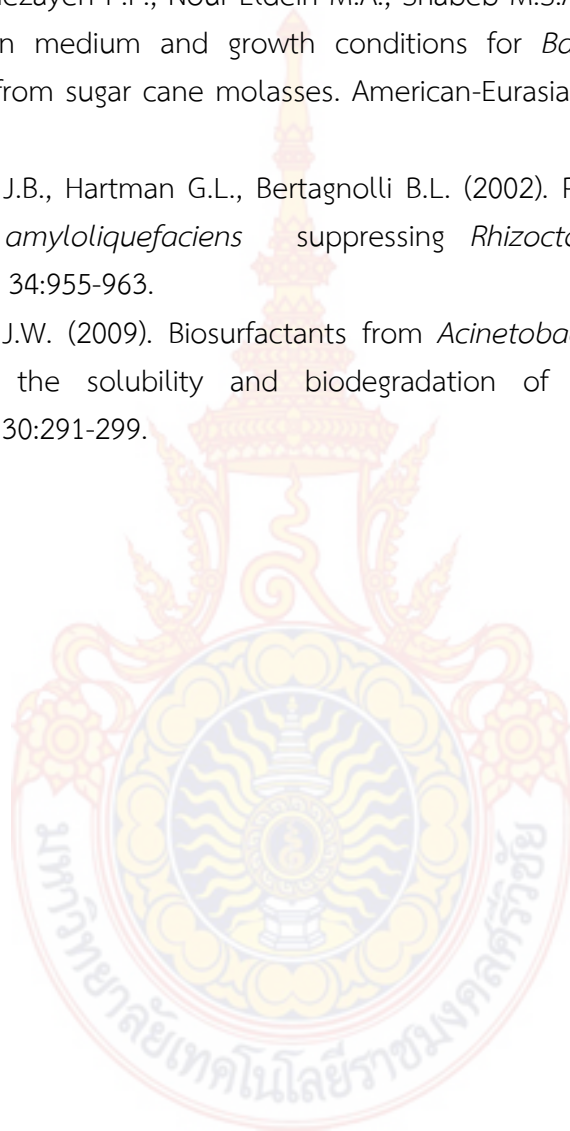 Hezayen F.F., Nour Eldein M.A., Shabeb M.S.A
n medium and growth conditions for Ba
from sugar cane molasses. American-Eurasia
J.B., Hartman G.L., Bertagnolli B.L. (2002). P
amyloliquefaciens suppressing Rhizocto
34:955-963.
J.W. (2009). Biosurfactants from Acinetobac
the solubility and biodegradation of
30:291-299.
มหาวิทยาลัยเทคโนโลยีราชมงคลศรีวิชัย